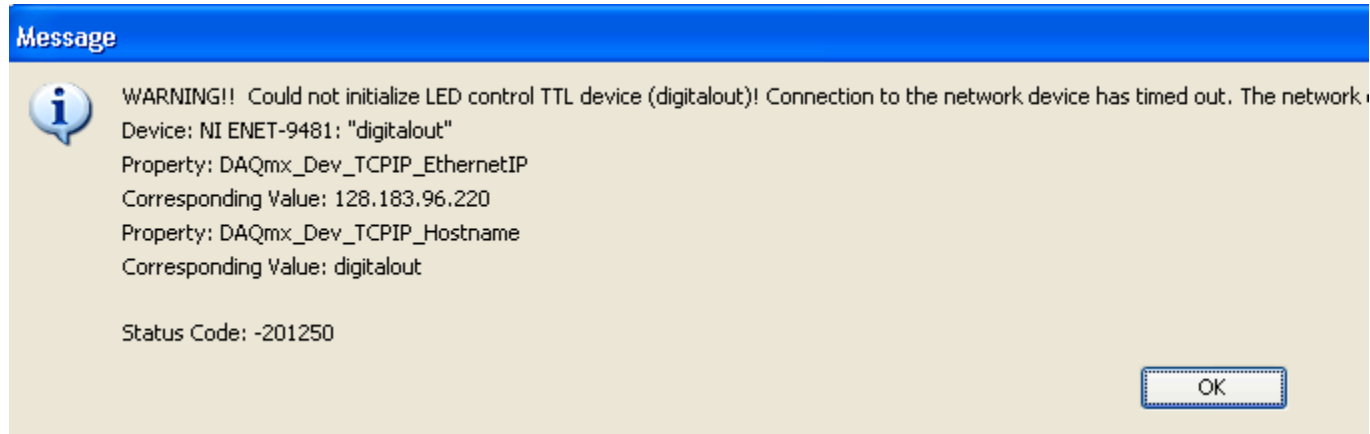 Message
WARNING!! Could not initialize LED control TTL device (digitalout)! Connection to the network device has timed out. The network
Device: NI ENET-9481: "digitalout"
Property: DAQmx_Dev_TCPIP_EthernetIP
Corresponding Value: 128.183.96.220
Property: DAQmx_Dev_TCPIP_Hostname
Corresponding Value: digitalout
Status Code: -201250
OK